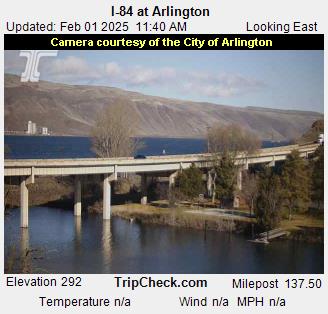 I-84 at Arlington
Updated: Feb 01 2025 11:40 AM Looking East
Camera courtesy of the City of Arlington
Elevation 292 TripCheck.com Milepost 137.50
Temperature n/a Wind n/a MPH n/a